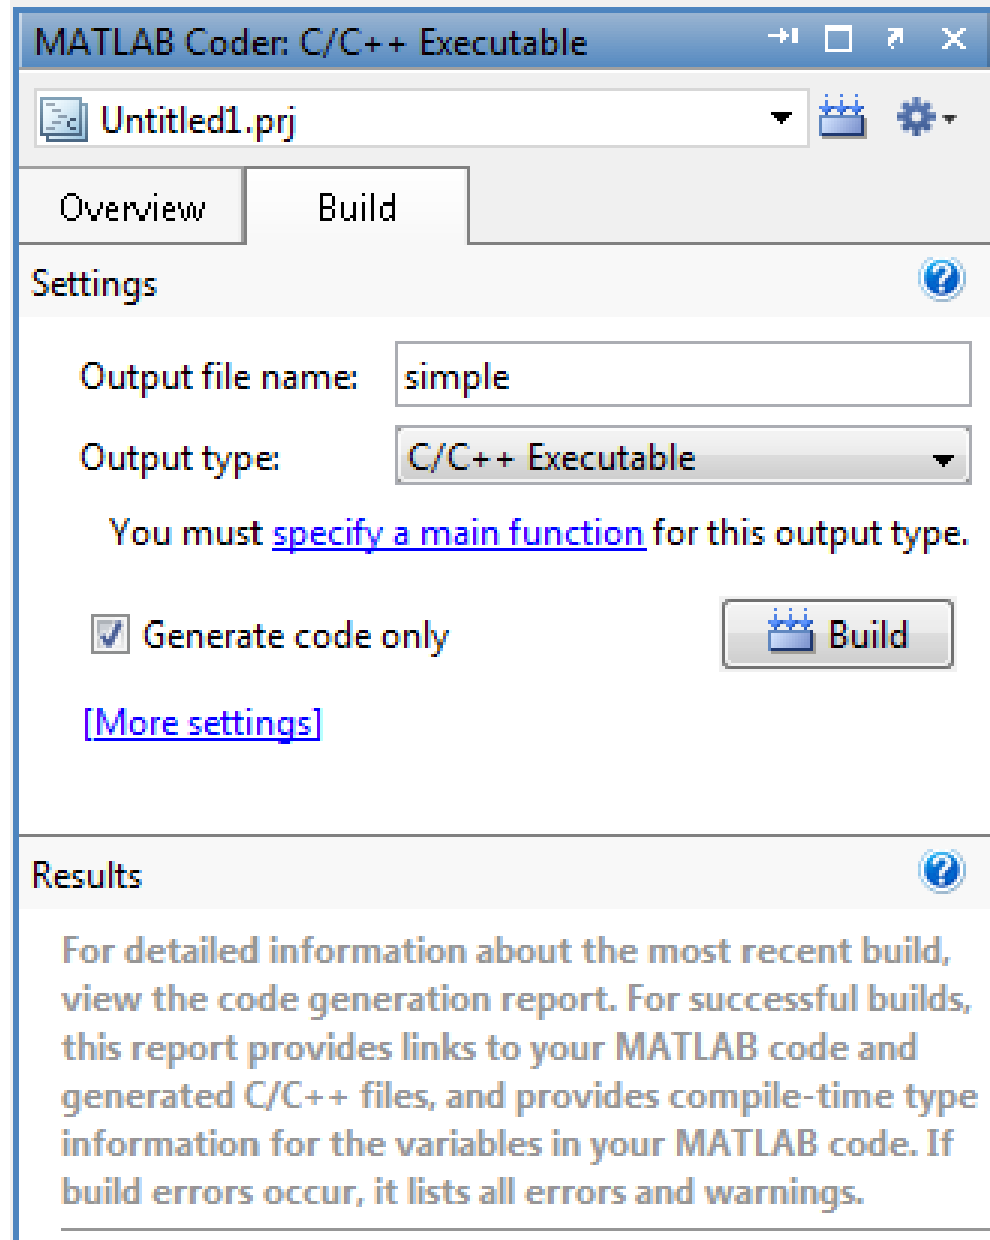 MATLAB Coder: C/C++ Executable
Untitled1.prj
Overview Build
Settings
Output file name: simple
Output type: C/C++ Executable
You must specify a main function for this output type.
Generate code only Build
[More settings]
Results
For detailed information about the most recent build,
view the code generation report. For successful builds,
this report provides links to your MATLAB code and
generated C/C++ files, and provides compile-time type
information for the variables in your MATLAB code. If
build errors occur, it lists all errors and warnings.